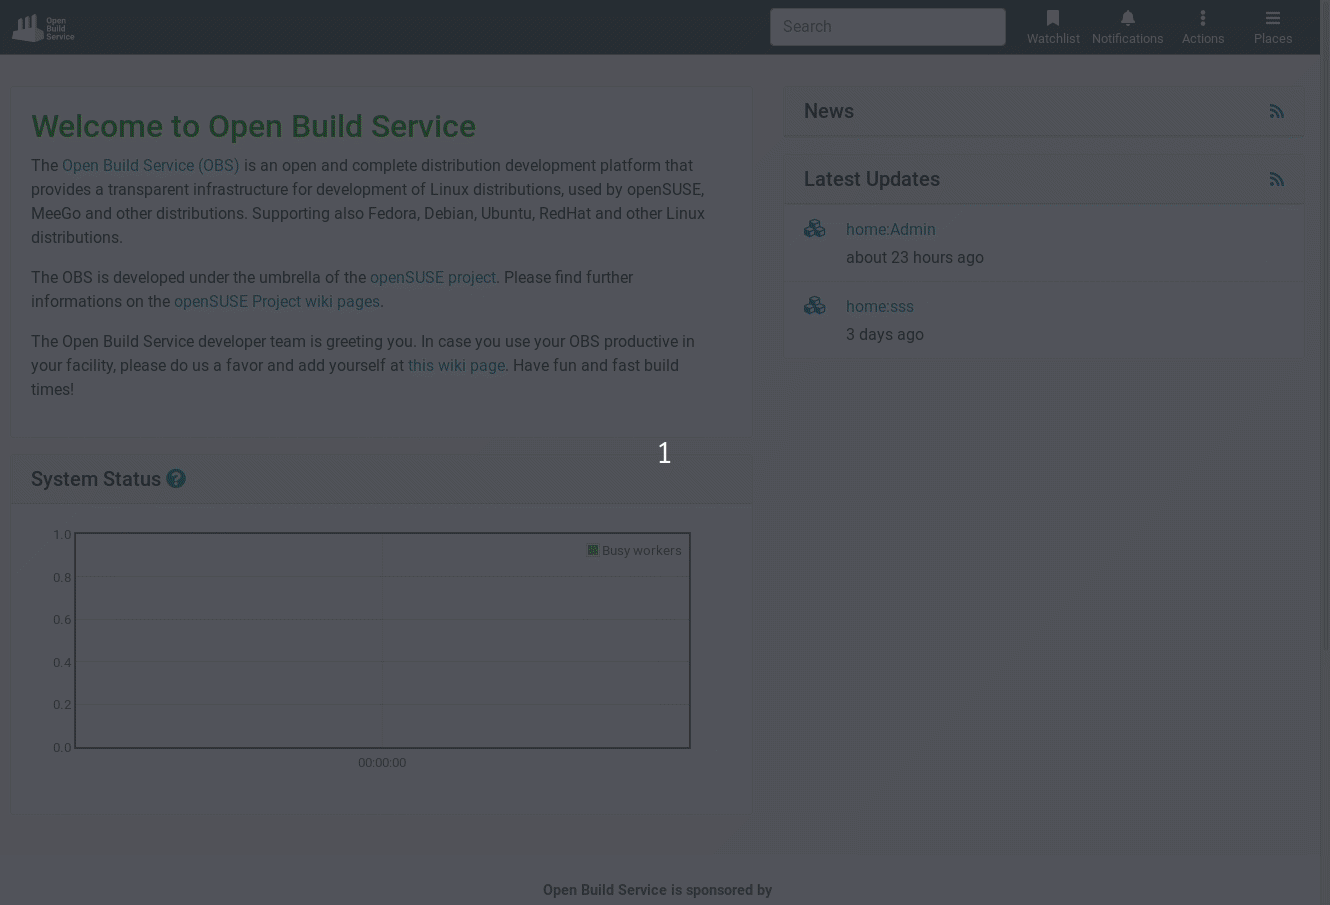 Open
Build
Service
Search
Watchlist
Notifications
Actions
Places
Welcome to Open Build Service
The Open Build Service (OBS) is an open and complete distribution development platform that
provides a transparent infrastructure for development of Linux distributions, used by openSUSE,
MeeGo and other distributions. Supporting also Fedora, Debian, Ubuntu, RedHat and other Linux
distributions.
The OBS is developed under the umbrella of the openSUSE project. Please find further
informations on the openSUSE Project wiki pages.
The Open Build Service developer team is greeting you. In case you use your OBS productive in
your facility, please do us a favor and add yourself at this wiki page. Have fun and fast build
times!
News
Latest Updates
home:Admin
about 23 hours ago
home:sss
3 days ago
1
System Status ?
1.0
0.8
0.6
0.4
0.2
0.0
Busy workers
00:00:00
Open Build Service is sponsored by